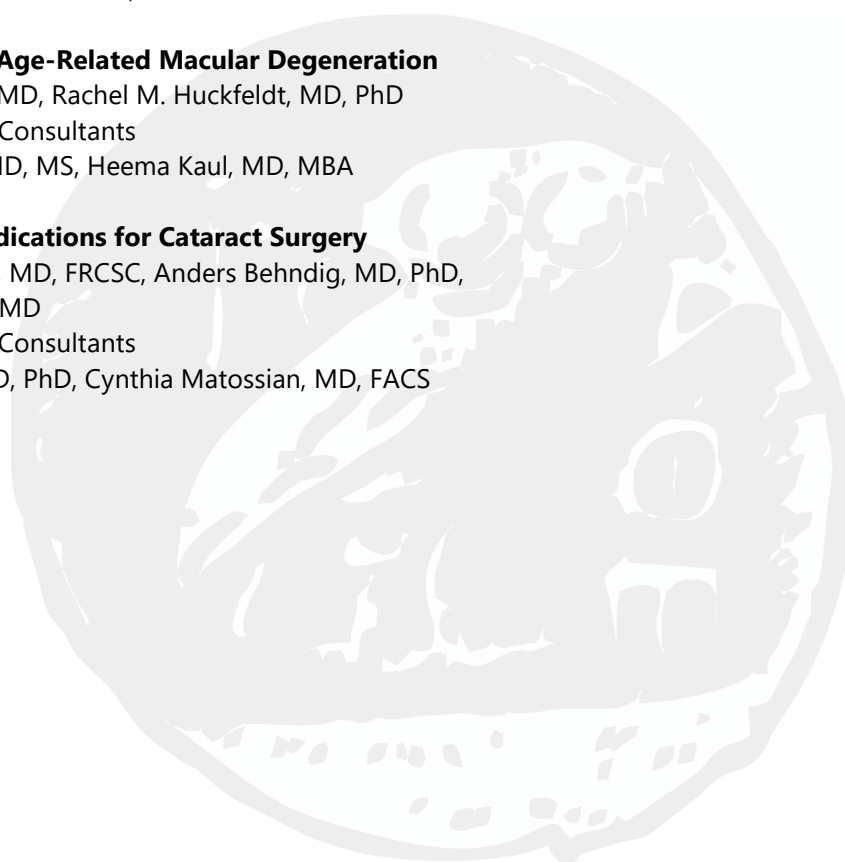 Age-Related Macular Degeneration
MD, Rachel M. Huckfeldt, MD, PhD
Consultants
MD, MS, Heema Kaul, MD, MBA
dications for Cataract Surgery
MD, FRCSC, Anders Behndig, MD, PhD,
MD
Consultants
PhD, Cynthia Matossian, MD, FACS